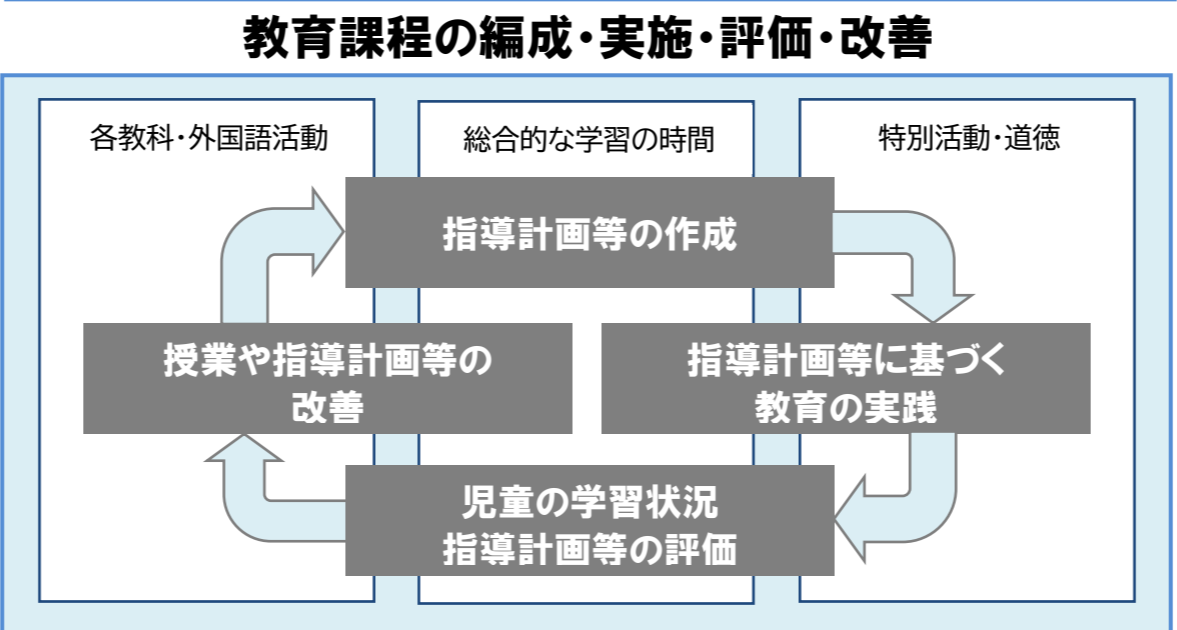 教育課程の編成・実施・評価・改善
各教科・外国語活動
総合的な学習の時間
特別活動・道徳
指導計画等の作成
授業や指導計画等の
改善
指導計画等に基づく
教育の実践
児童の学習状況
指導計画等の評価